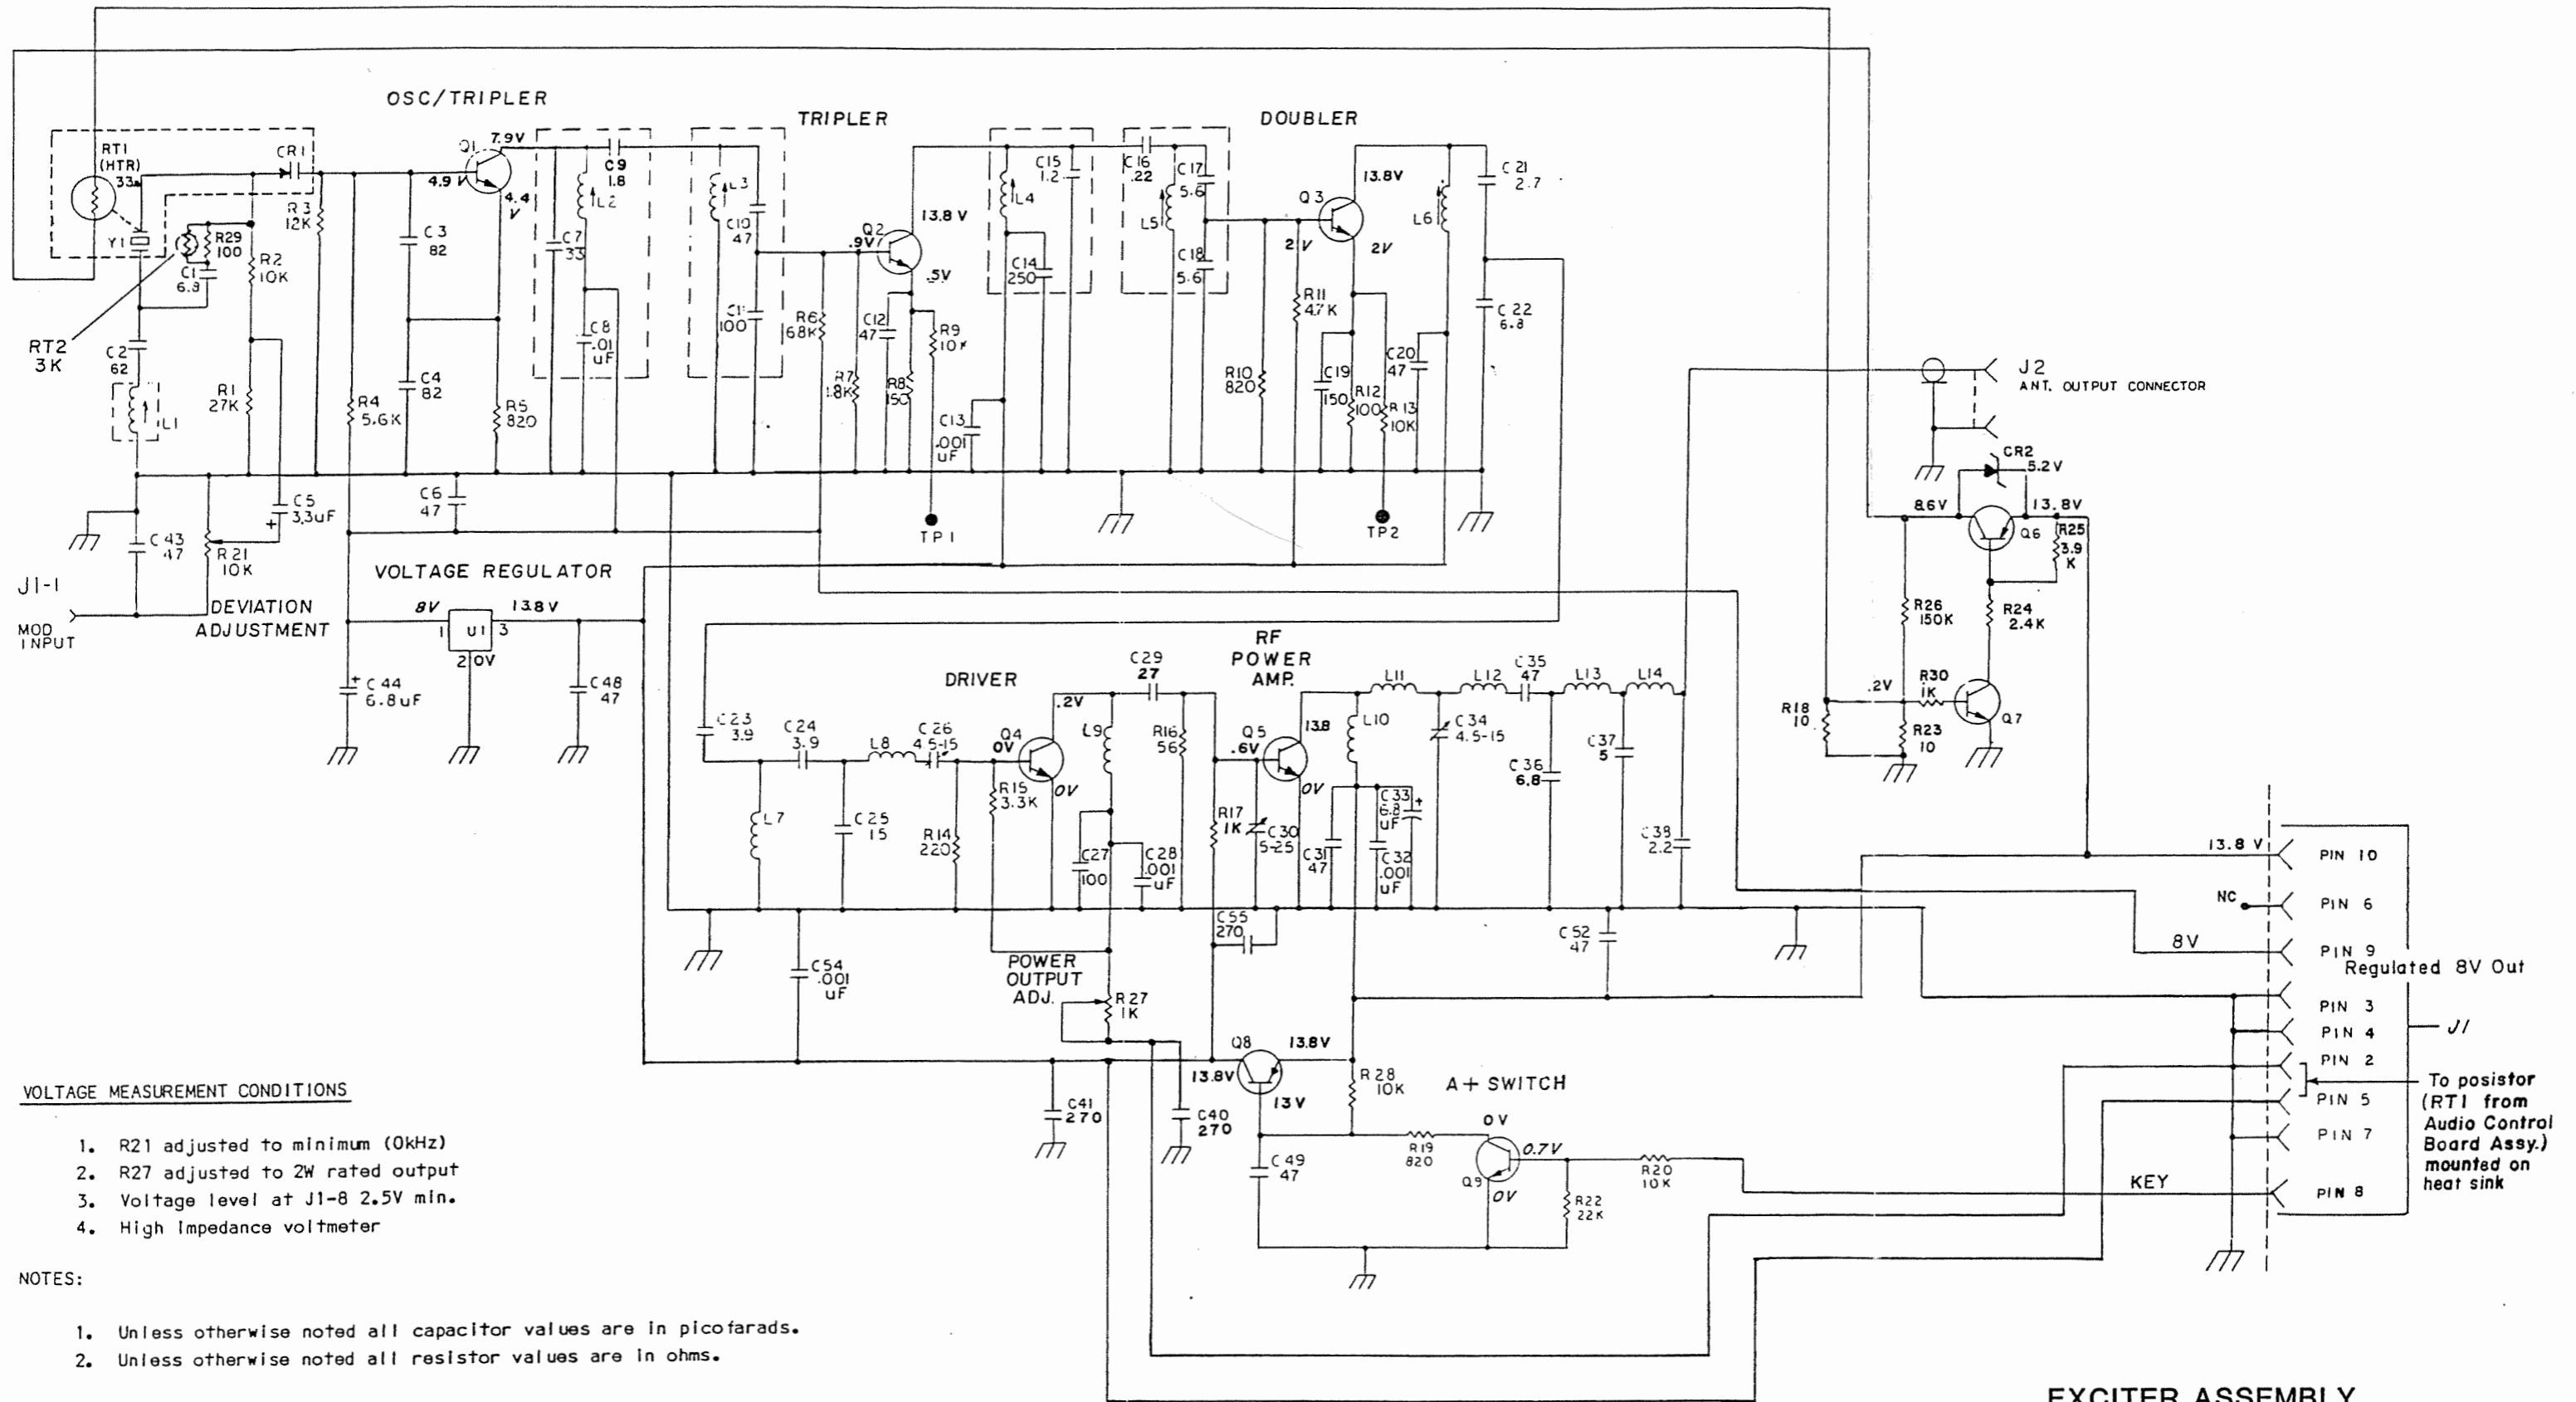 OSC/TRIPLER
TRIPLER
DOUBLER
RT1
(HTR)
33
CR1
Y1
R29
100
C1
6.8
R2
10K
R3
12K
RT2
3K
C2
62
L1
R1
27K
R4
5.6K
C3
82
C4
82
Q1
7.9V
4.9 V
4.4
V
R5
820
C7
33
L2
C8
.01
uF
C9
1.8
L3
C10
47
C11
100
R6
68K
R7
1.8K
Q2
.9V
13.8 V
.5V
C12
47
R8
150
R9
10K
C13
.001
uF
TP1
L4
C14
250
C15
1.2
C16
.22
C17
5.6
L5
C18
5.6
R10
820
R11
4.7K
Q3
13.8V
2V
2V
C19
150
R12
100
R13
10K
TP2
C20
47
L6
C21
2.7
C22
6.8
J2
ANT. OUTPUT CONNECTOR
CR2
5.2V
8.6V
13.8V
Q6
R25
3.9
K
R26
150K
R24
2.4K
.2V
R30
1K
Q7
R18
10
R23
10
C5
3.3uF
+
C6
47
C43
47
R21
10K
J1-1
MOD
INPUT
DEVIATION
ADJUSTMENT
VOLTAGE REGULATOR
8V
13.8V
1
U1
3
2
0V
+
C44
6.8uF
C48
47
DRIVER
RF
POWER
AMP.
C23
3.9
C24
3.9
L7
C25
15
L8
C26
4.5-15
R14
220
R15
3.3K
Q4
0V
.2V
0V
L9
C27
100
C28
.001
uF
C29
27
R16
56
R17
1K
C30
5-25
Q5
.6V
13.8
0V
L10
C31
47
C32
.001
uF
C33
6.8
uF
+
L11
C34
4.5-15
L12
C35
47
C36
6.8
L13
C37
5
L14
C38
2.2
C54
.001
uF
POWER
OUTPUT
ADJ.
R27
1K
C55
270
C52
47
C41
270
C40
270
Q8
13.8V
13.8V
13V
R28
10K
A+ SWITCH
C49
47
R19
820
0V
0.7V
Q9
0V
R20
10K
R22
22K
KEY
13.8 V
PIN 10
NC
PIN 6
8V
PIN 9
Regulated 8V Out
PIN 3
PIN 4
J1
PIN 2
PIN 5
PIN 7
PIN 8
To posistor
(RT1 from
Audio Control
Board Assy.)
mounted on
heat sink
VOLTAGE MEASUREMENT CONDITIONS
1. R21 adjusted to minimum (0kHz)
2. R27 adjusted to 2W rated output
3. Voltage level at J1-8 2.5V min.
4. High impedance voltmeter
NOTES:
1. Unless otherwise noted all capacitor values are in picofarads.
2. Unless otherwise noted all resistor values are in ohms.
EXCITER ASSEMBLY